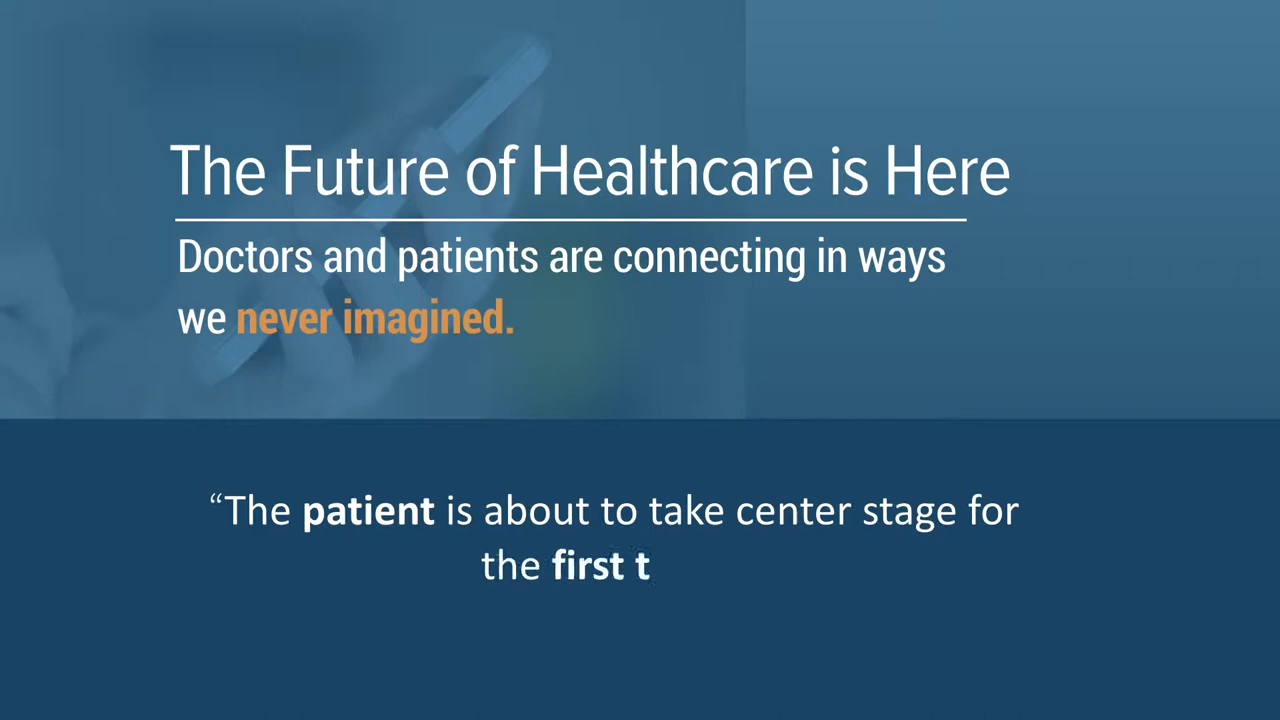 The Future of Healthcare is Here
Doctors and patients are connecting in ways
we never imagined.
“The patient is about to take center stage for
the first t